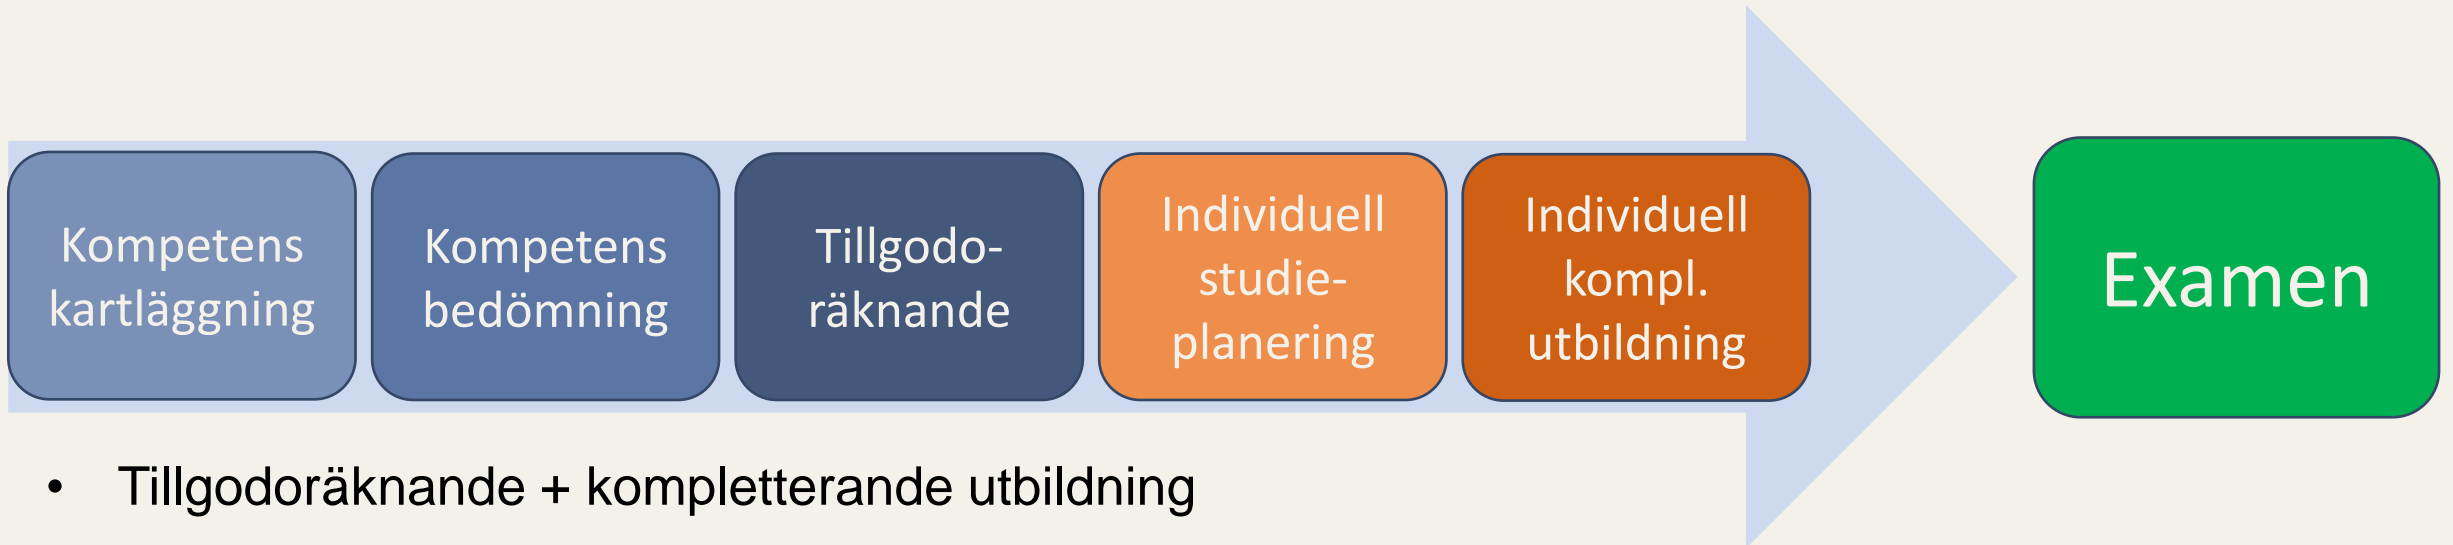 Kompetens
kartläggning
Kompetens
bedömning
Tillgodo-
räknande
Individuell
studie-
planering
Individuell
kompl.
utbildning
Examen
• Tillgodoräknande + kompletterande utbildning